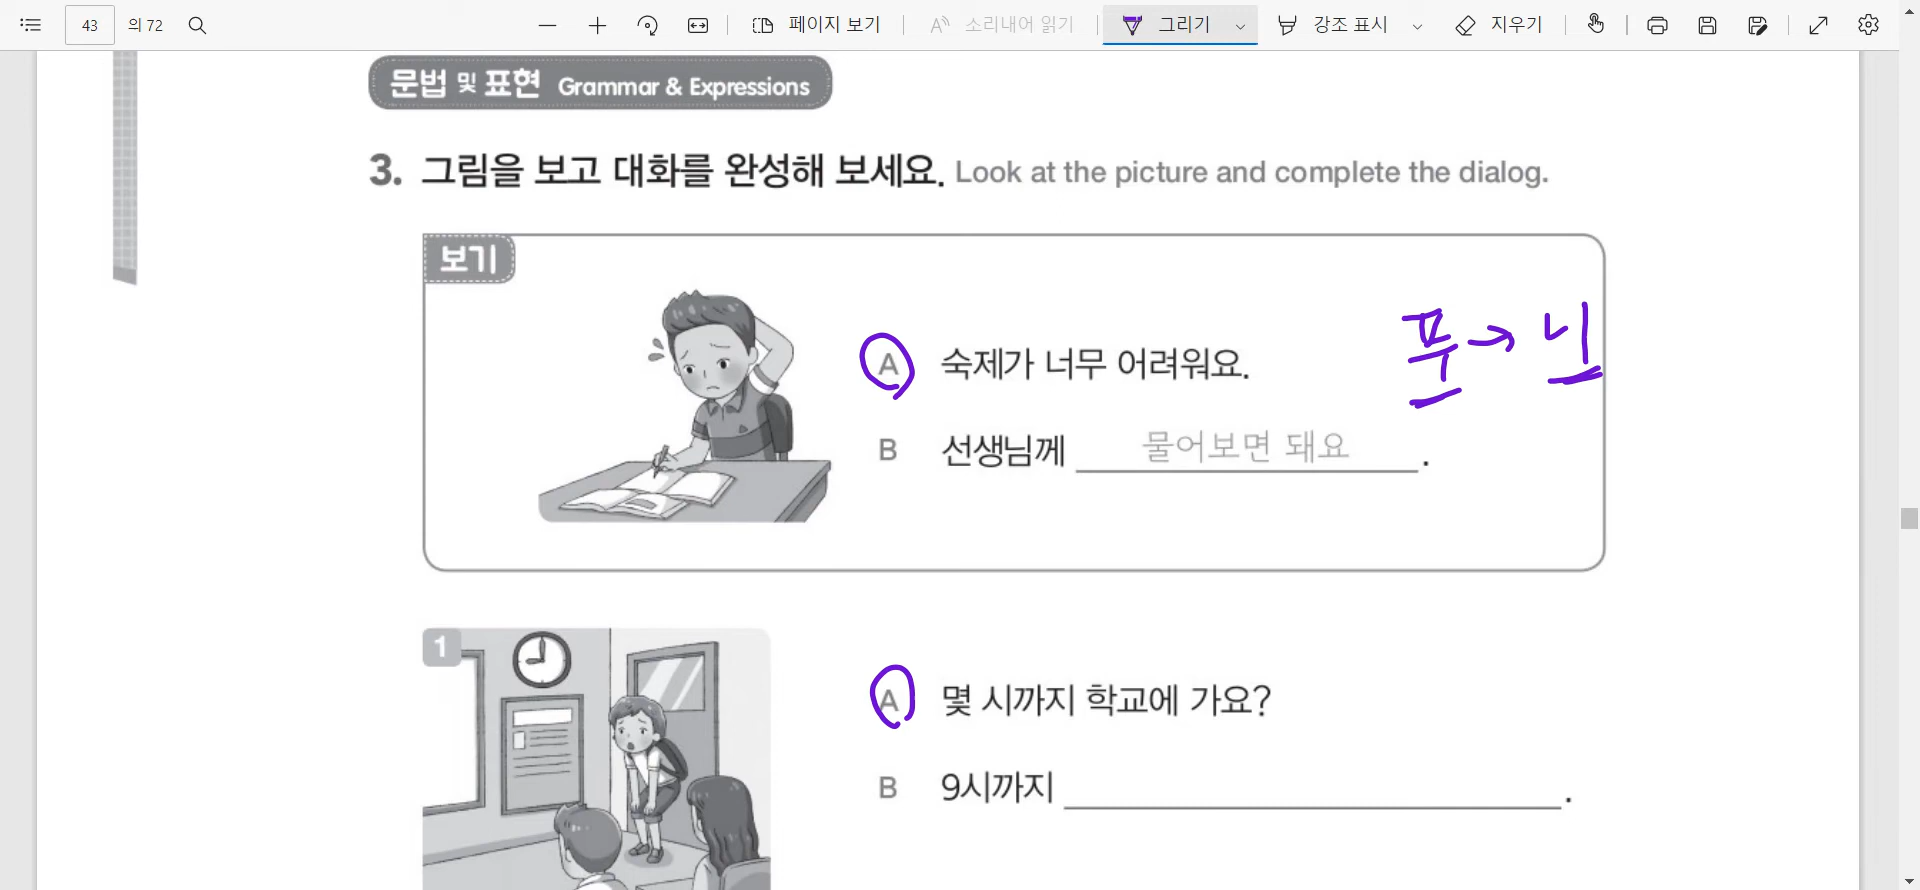 43 의 72 페이지 보기 소리내어 읽기 그리기 강조 표시 지우기
문법 및 표현 Grammar & Expressions
3. 그림을 보고 대화를 완성해 보세요. Look at the picture and complete the dialog.
보기
A 숙제가 너무 어려워요.
푸 → 니
B 선생님께 물어보면 돼요.
1
A 몇 시까지 학교에 가요?
B 9시까지 .